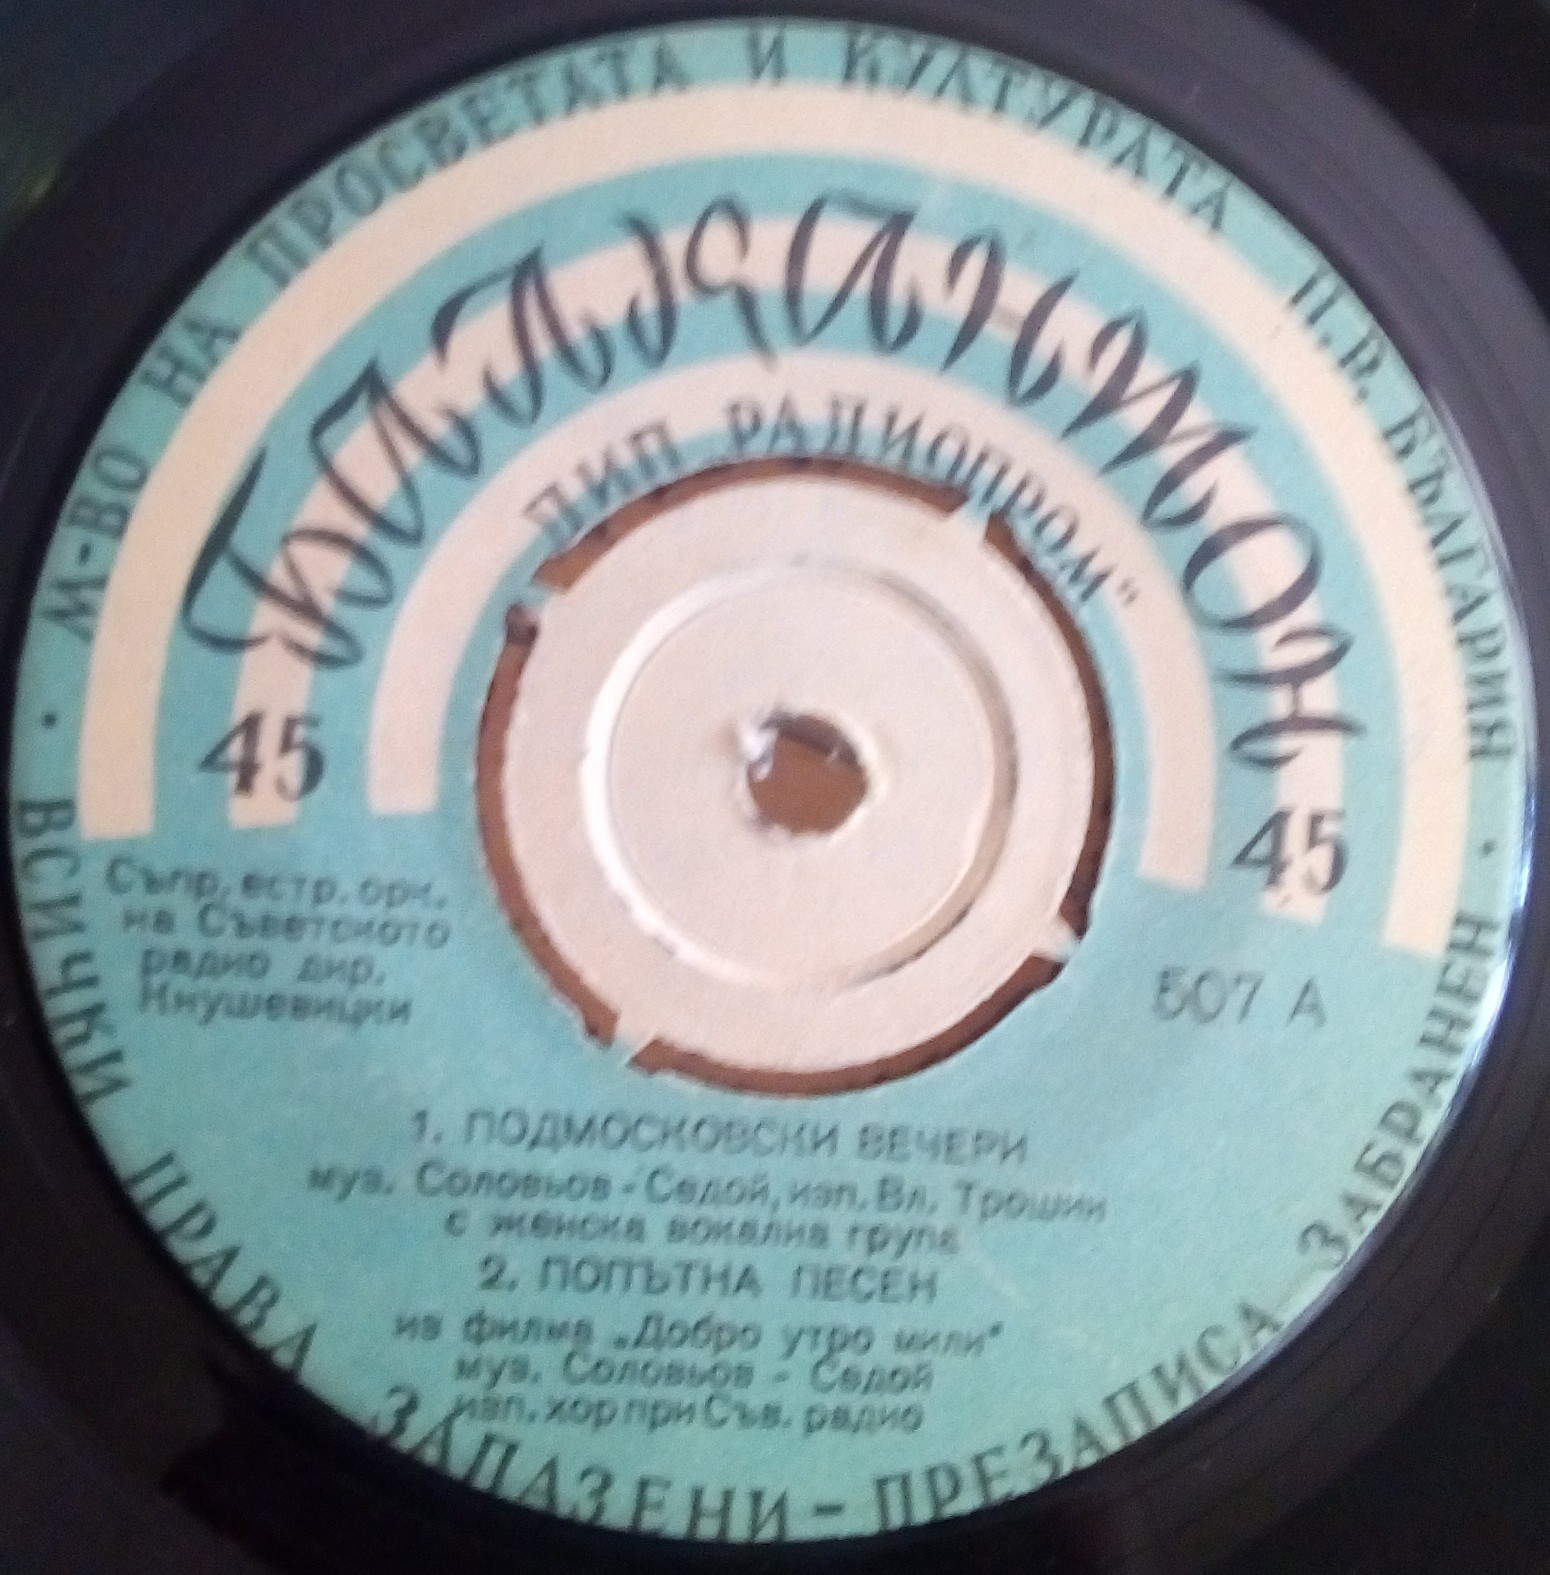 М-ВО НА ПРОСВЕТАТА И КУЛТУРАТА П.Р. БЪЛГАРИЯ
БАЛКАНТОН
ДИП „РАДИОПРОМ“
45
45
Съпр. естр. орк.
на Съветското
радио дир.
Кнушевицки
507 А
1. ПОДМОСКОВСКИ ВЕЧЕРИ
муз. Соловьов - Седой, изп. Вл. Трошин
с женска вокална група
2. ПОПЪТНА ПЕСЕН
из филма „Добро утро мили“
муз. Соловьов - Седой
изп. хор при Съв. радио
· ВСИЧКИ ПРАВА ЗАПАЗЕНИ – ПРЕЗАПИСА ЗАБРАНЕН ·